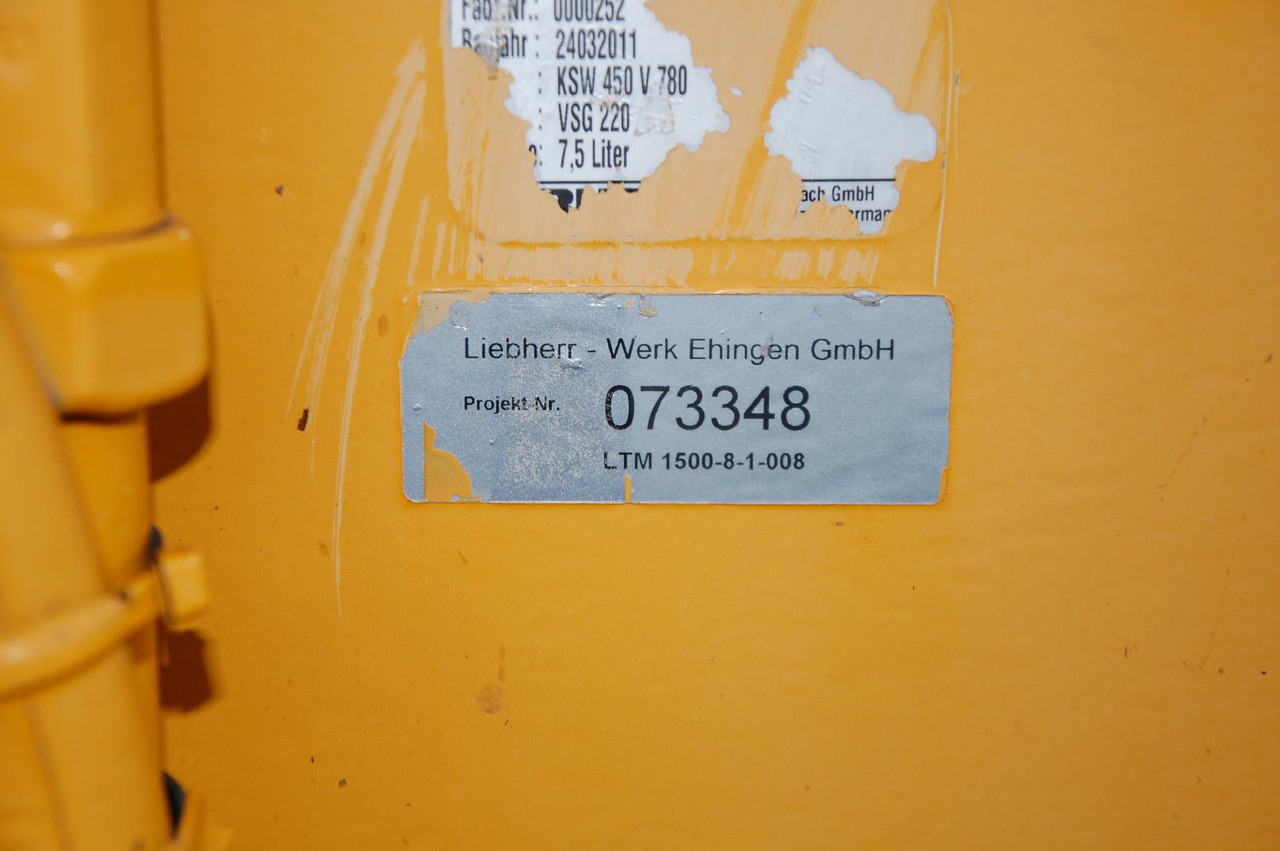 Fab. Nr.: 0000252
Baujahr : 24032011
: KSW 450 V 780
: VSG 220
: 7,5 Liter
ach GmbH
Liebherr - Werk Ehingen GmbH
Projekt-Nr. 073348
LTM 1500-8-1-008